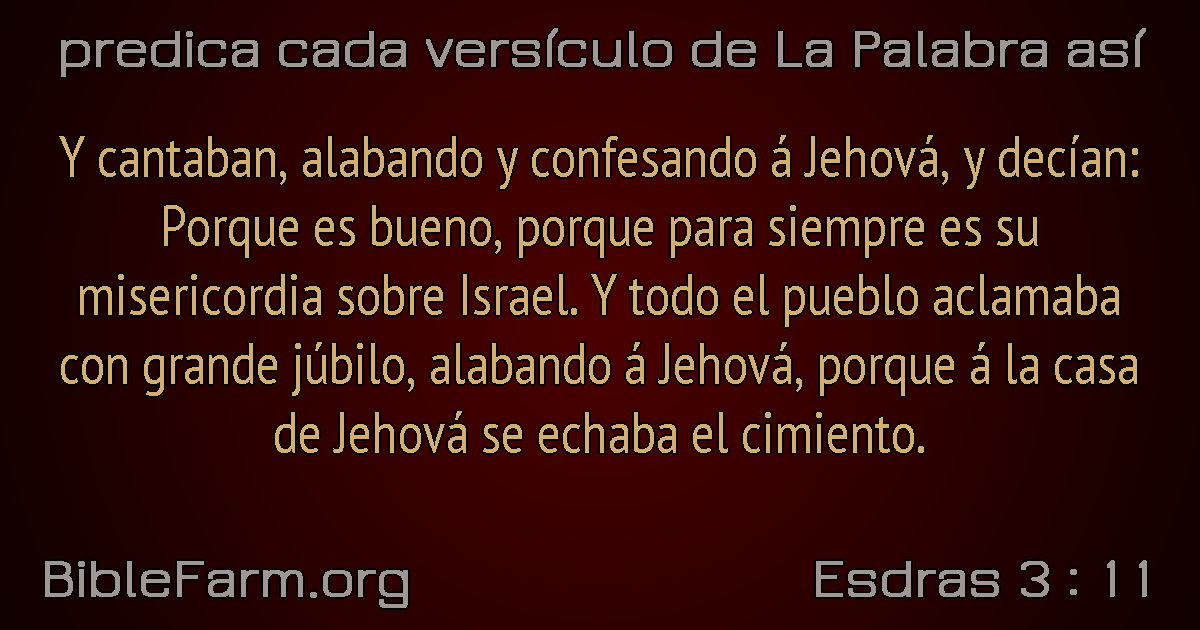 predica cada versículo de La Palabra así
Y cantaban, alabando y confesando á Jehová, y decían:
Porque es bueno, porque para siempre es su
misericordia sobre Israel. Y todo el pueblo aclamaba
con grande júbilo, alabando á Jehová, porque á la casa
de Jehová se echaba el cimiento.
BibleFarm.org
Esdras 3 : 11